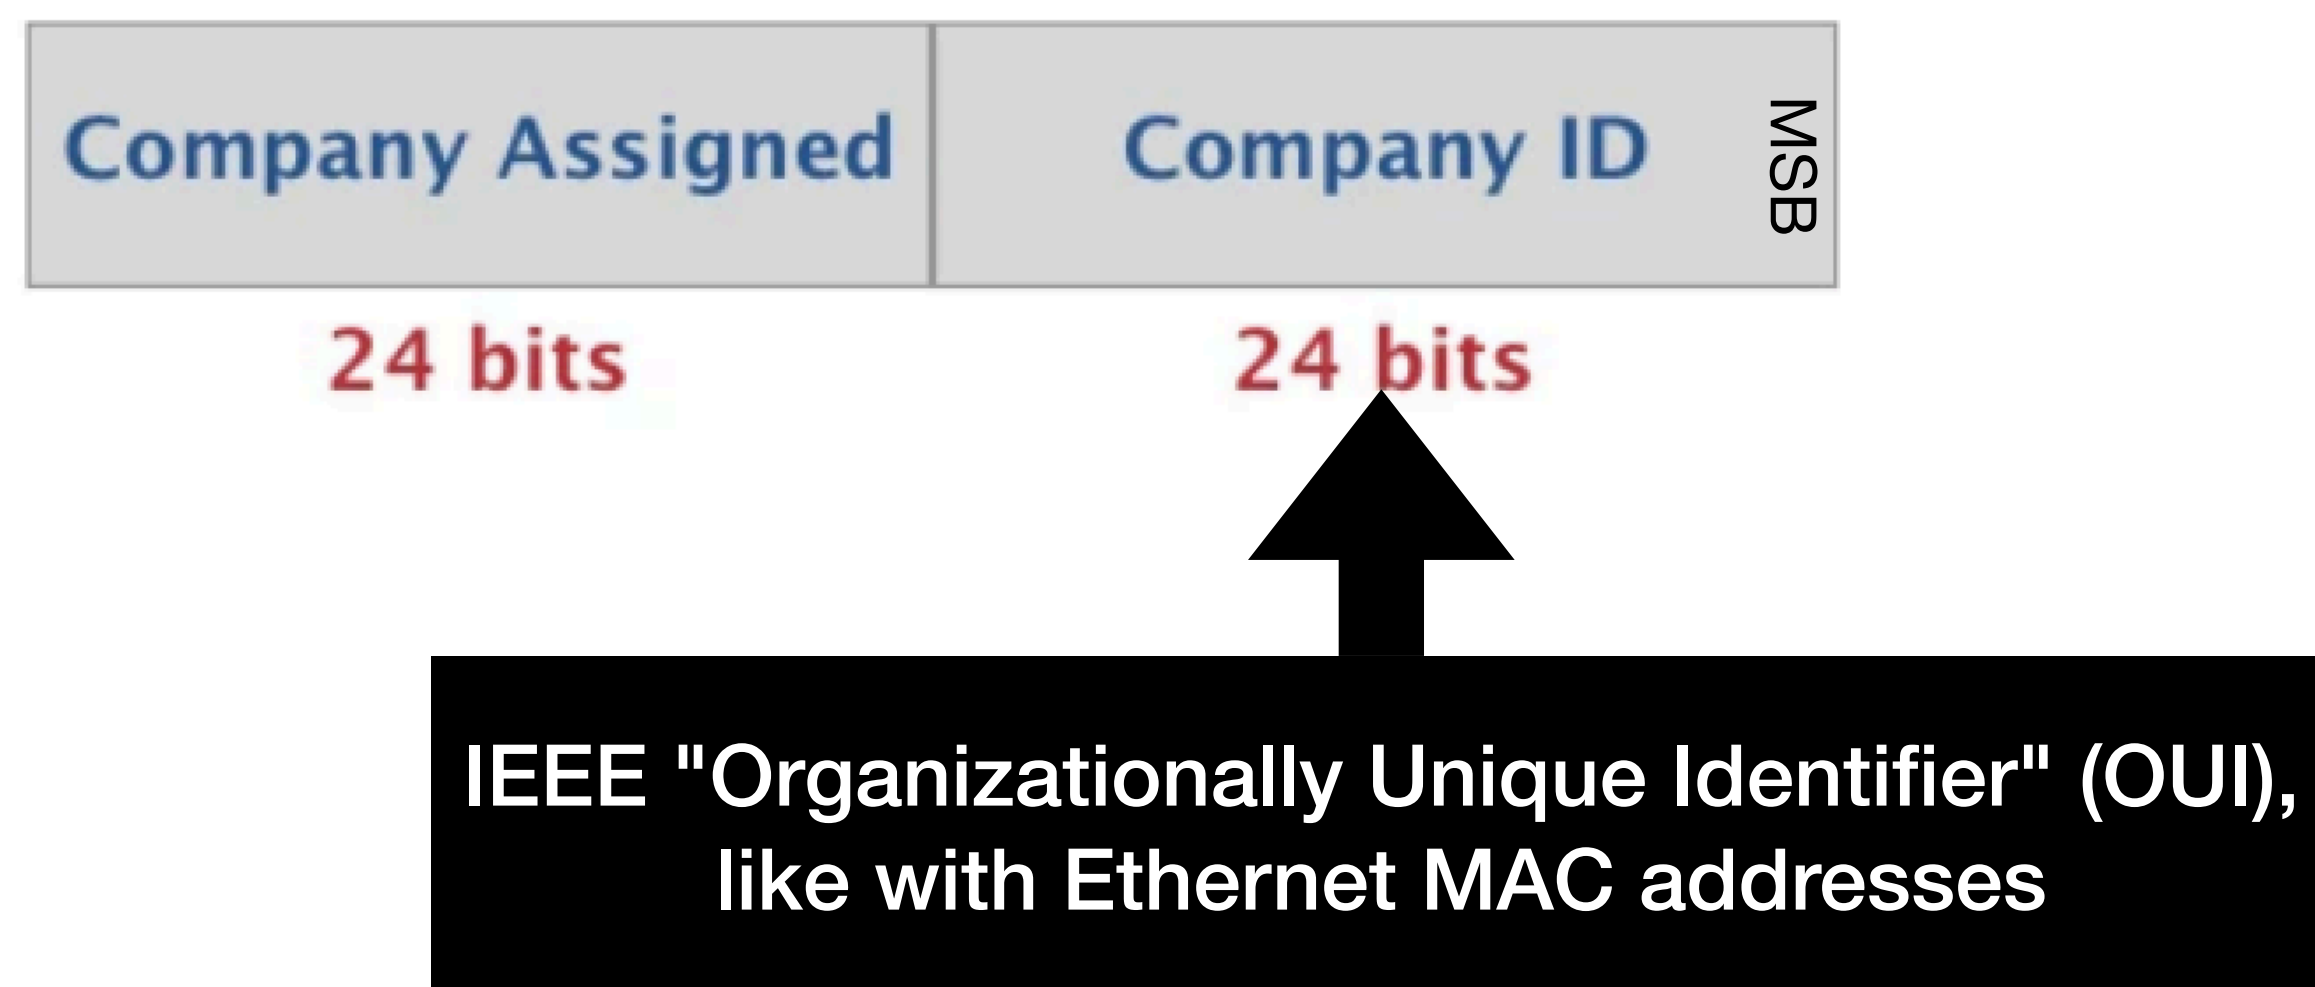 Company Assigned
Company ID
MSB
24 bits
24 bits
IEEE "Organizationally Unique Identifier" (OUI),
like with Ethernet MAC addresses